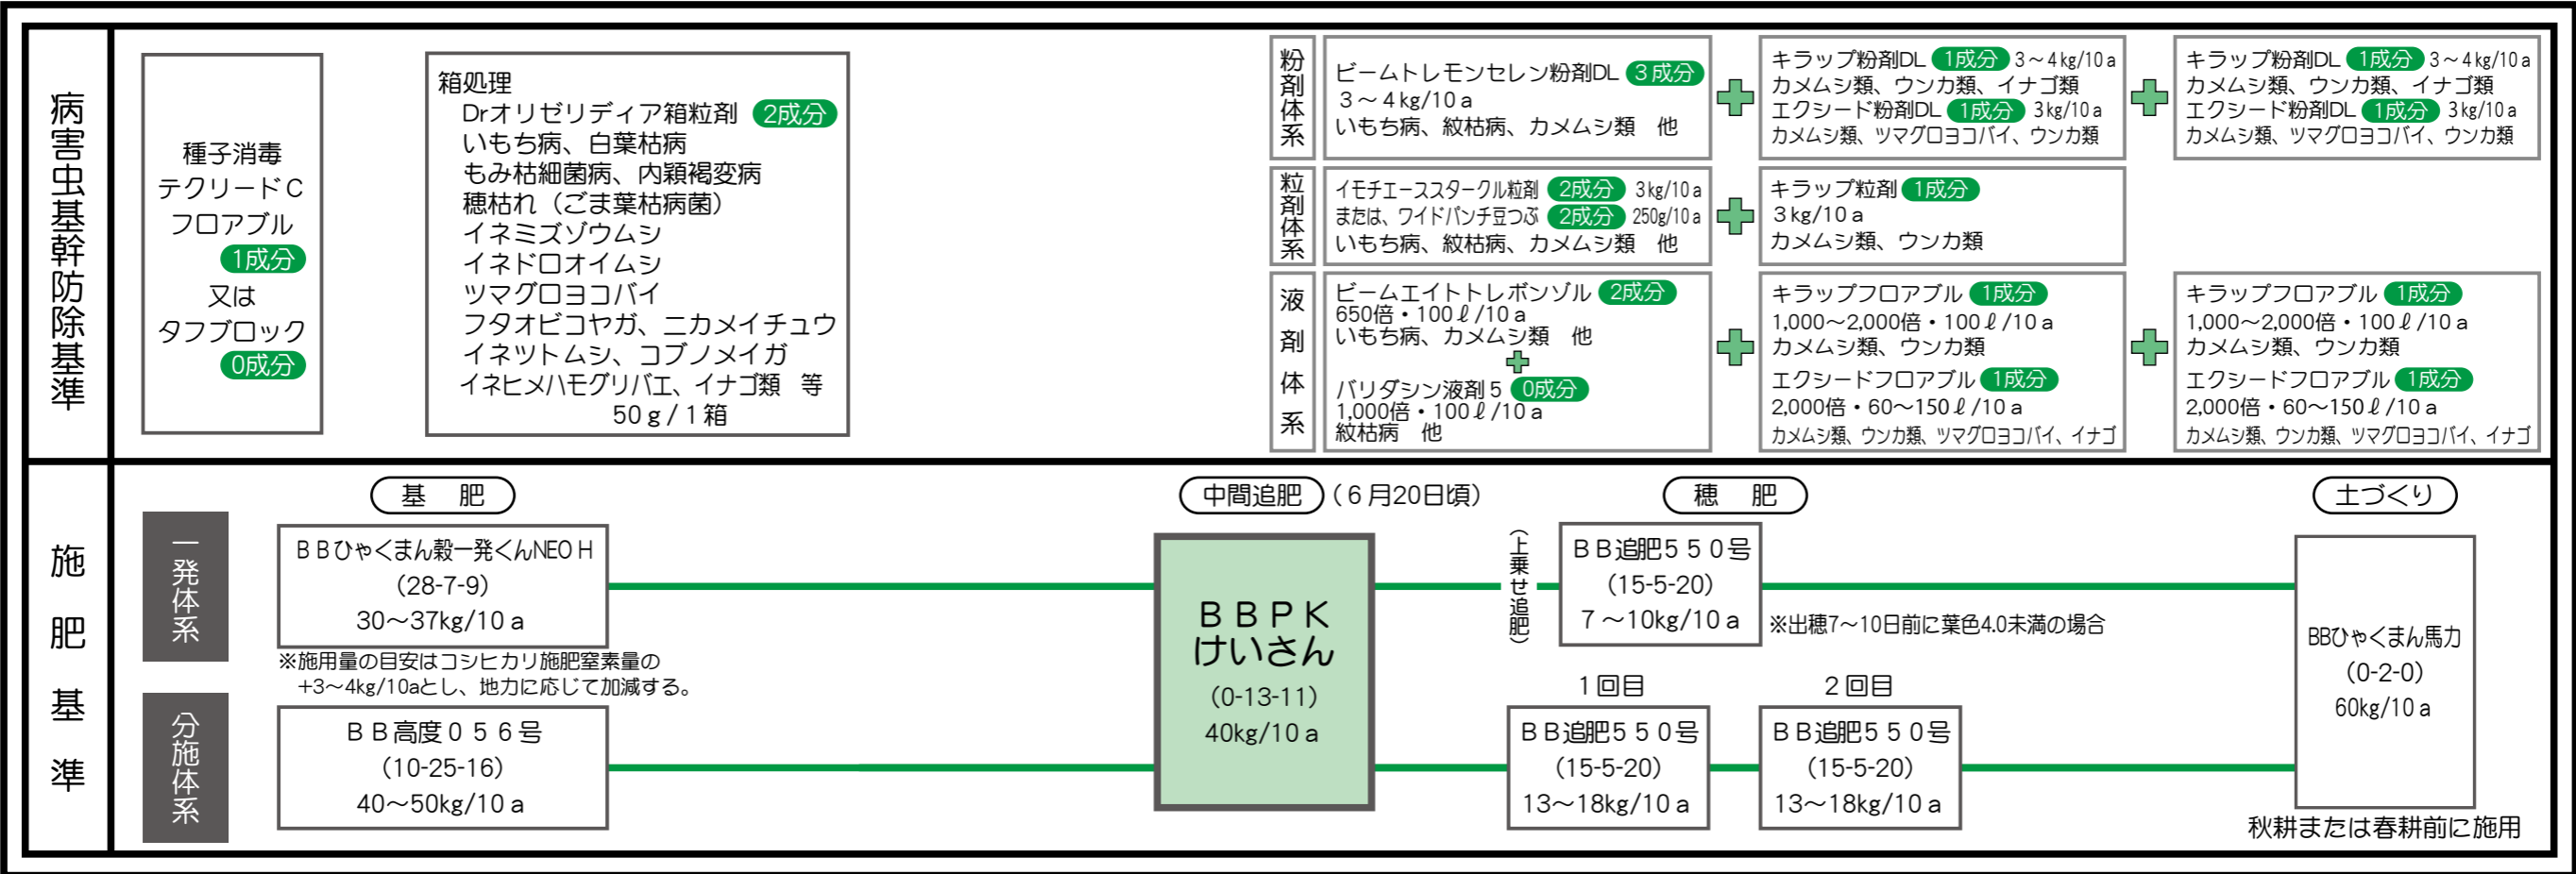 病害虫基幹防除基準
種子消毒
テクリードC
フロアブル
1成分
又は
タフブロック
0成分
箱処理
Drオリゼリディア箱粒剤 2成分
いもち病、白葉枯病
もみ枯細菌病、内穎褐変病
穂枯れ（ごま葉枯病菌）
イネミズゾウムシ
イネドロオイムシ
ツマグロヨコバイ
フタオビコヤガ、ニカメイチュウ
イネツトムシ、コブノメイガ
イネヒメハモグリバエ、イナゴ類 等
50g/1箱
粉剤体系
ビームトレモンセレン粉剤DL 3成分
3～4kg/10a
いもち病、紋枯病、カメムシ類 他
キラップ粉剤DL 1成分 3～4kg/10a
カメムシ類、ウンカ類、イナゴ類
エクシード粉剤DL 1成分 3kg/10a
カメムシ類、ツマグロヨコバイ、ウンカ類
キラップ粉剤DL 1成分 3～4kg/10a
カメムシ類、ウンカ類、イナゴ類
エクシード粉剤DL 1成分 3kg/10a
カメムシ類、ツマグロヨコバイ、ウンカ類
粒剤体系
イモチエーススタークル粒剤 2成分 3kg/10a
または、ワイドパンチ豆つぶ 2成分 250g/10a
いもち病、紋枯病、カメムシ類 他
キラップ粒剤 1成分
3kg/10a
カメムシ類、ウンカ類
液剤体系
ビームエイトトレボンゾル 2成分
650倍・100ℓ/10a
いもち病、カメムシ類 他
バリダシン液剤5 0成分
1,000倍・100ℓ/10a
紋枯病 他
キラップフロアブル 1成分
1,000～2,000倍・100ℓ/10a
カメムシ類、ウンカ類
エクシードフロアブル 1成分
2,000倍・60～150ℓ/10a
カメムシ類、ウンカ類、ツマグロヨコバイ、イナゴ
キラップフロアブル 1成分
1,000～2,000倍・100ℓ/10a
カメムシ類、ウンカ類
エクシードフロアブル 1成分
2,000倍・60～150ℓ/10a
カメムシ類、ウンカ類、ツマグロヨコバイ、イナゴ
施肥基準
基 肥
中間追肥（6月20日頃）
穂 肥
土づくり
一発体系
BBひゃくまん穀一発くんNEO H
(28-7-9)
30～37kg/10a
※施用量の目安はコシヒカリ施肥窒素量の
+3～4kg/10aとし、地力に応じて加減する。
分施体系
BB高度056号
(10-25-16)
40～50kg/10a
BBPK
けいさん
(0-13-11)
40kg/10a
（上乗せ追肥）
BB追肥550号
(15-5-20)
7～10kg/10a
※出穂7～10日前に葉色4.0未満の場合
1回目
BB追肥550号
(15-5-20)
13～18kg/10a
2回目
BB追肥550号
(15-5-20)
13～18kg/10a
BBひゃくまん馬力
(0-2-0)
60kg/10a
秋耕または春耕前に施用